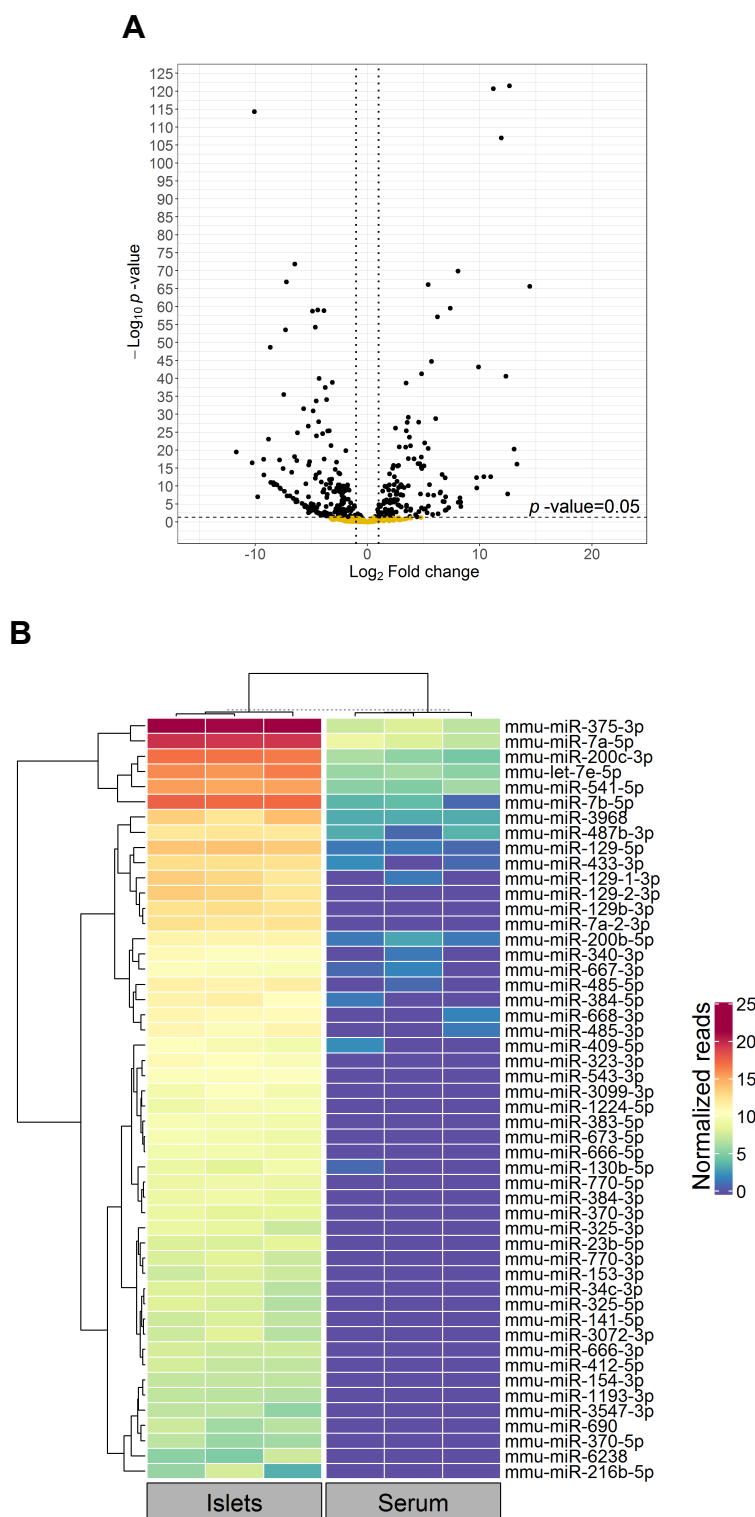 A
125
120
115
110
105
100
95
90
85
80
75
70
65
60
55
50
45
40
35
30
25
20
15
10
5
0
− Log10 p -value
p -value=0.05
-10 0 10 20
Log2 Fold change
B
mmu-miR-375-3p
mmu-miR-7a-5p
mmu-miR-200c-3p
mmu-let-7e-5p
mmu-miR-541-5p
mmu-miR-7b-5p
mmu-miR-3968
mmu-miR-487b-3p
mmu-miR-129-5p
mmu-miR-433-3p
mmu-miR-129-1-3p
mmu-miR-129-2-3p
mmu-miR-129b-3p
mmu-miR-7a-2-3p
mmu-miR-200b-5p
mmu-miR-340-3p
mmu-miR-667-3p
mmu-miR-485-5p
mmu-miR-384-5p
mmu-miR-668-3p
mmu-miR-485-3p
mmu-miR-409-5p
mmu-miR-323-3p
mmu-miR-543-3p
mmu-miR-3099-3p
mmu-miR-1224-5p
mmu-miR-383-5p
mmu-miR-673-5p
mmu-miR-666-5p
mmu-miR-130b-5p
mmu-miR-770-5p
mmu-miR-384-3p
mmu-miR-370-3p
mmu-miR-325-3p
mmu-miR-23b-5p
mmu-miR-770-3p
mmu-miR-153-3p
mmu-miR-34c-3p
mmu-miR-325-5p
mmu-miR-141-5p
mmu-miR-3072-3p
mmu-miR-666-3p
mmu-miR-412-5p
mmu-miR-154-3p
mmu-miR-1193-3p
mmu-miR-3547-3p
mmu-miR-690
mmu-miR-370-5p
mmu-miR-6238
mmu-miR-216b-5p
Normalized reads
25
20
15
10
5
0
Islets Serum